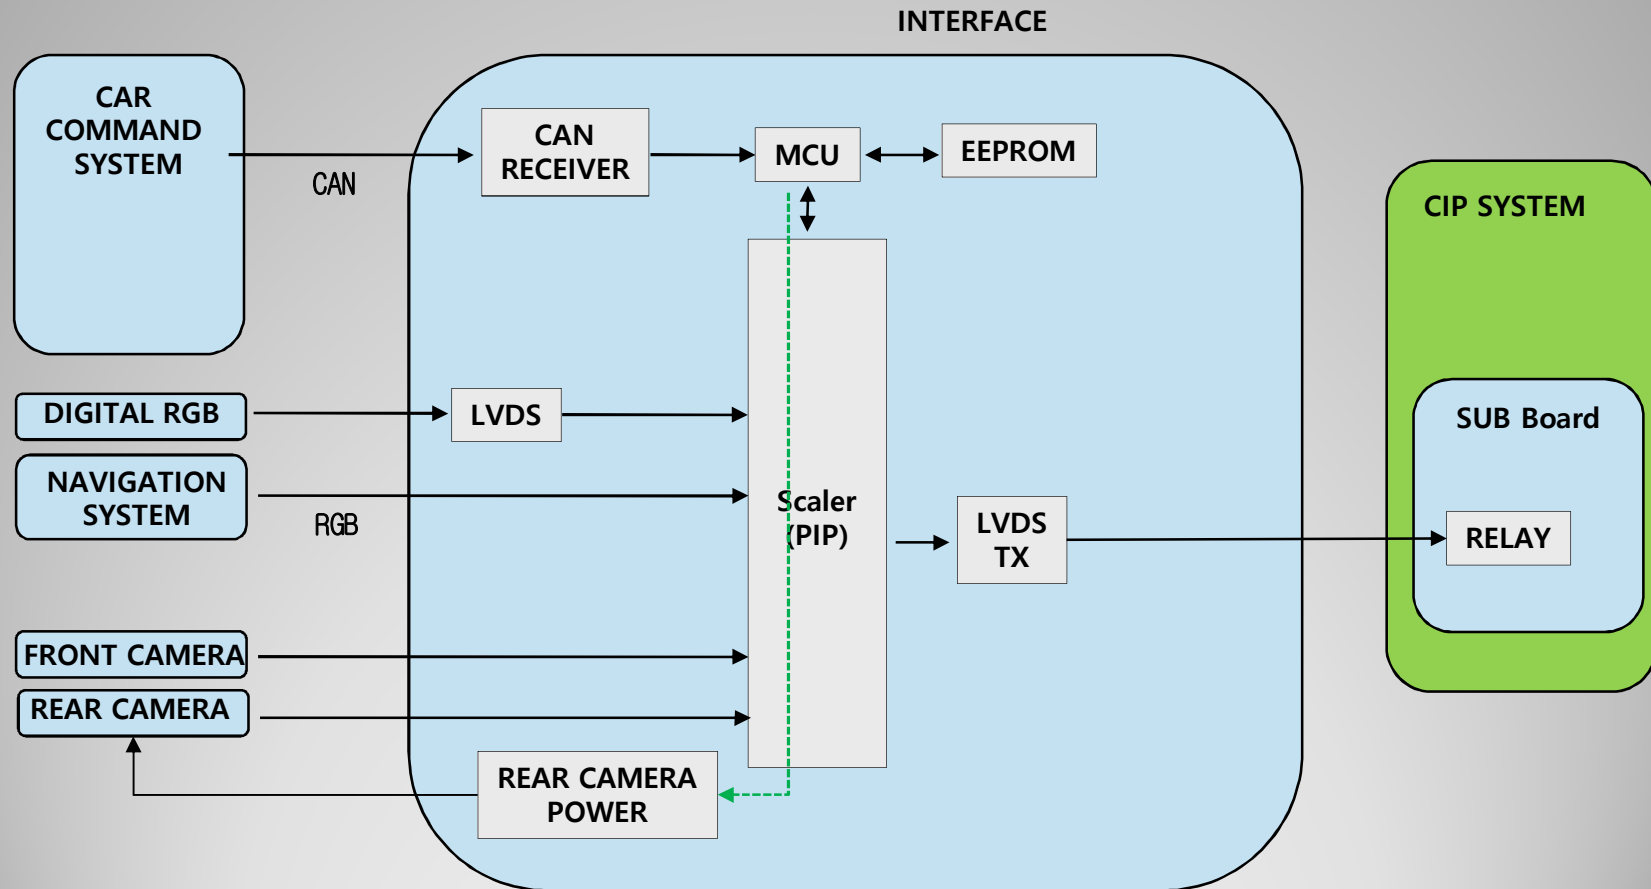 INTERFACE
CAR
COMMAND
SYSTEM
CAN
CAN
RECEIVER
MCU
EEPROM
CIP SYSTEM
DIGITAL RGB
LVDS
SUB Board
NAVIGATION
SYSTEM
RGB
Scaler
(PIP)
LVDS
TX
RELAY
FRONT CAMERA
REAR CAMERA
REAR CAMERA
POWER